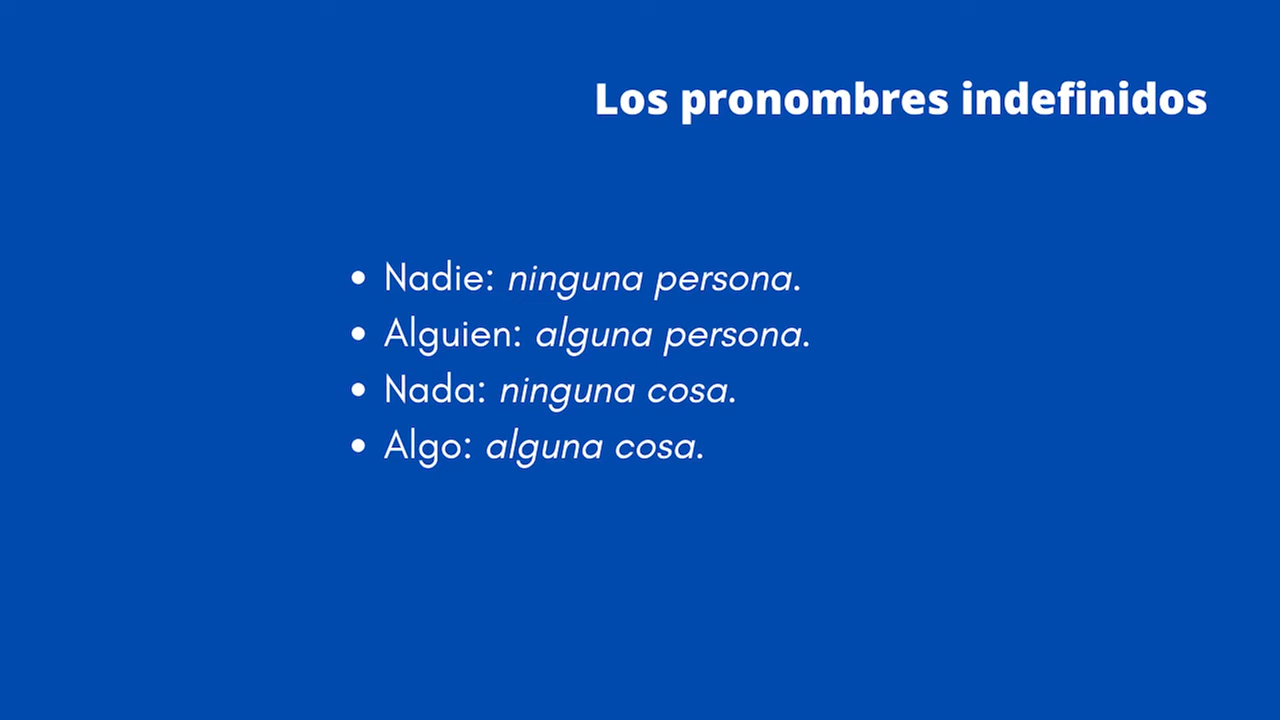 Los pronombres indefinidos
• Nadie: ninguna persona.
• Alguien: alguna persona.
• Nada: ninguna cosa.
• Algo: alguna cosa.